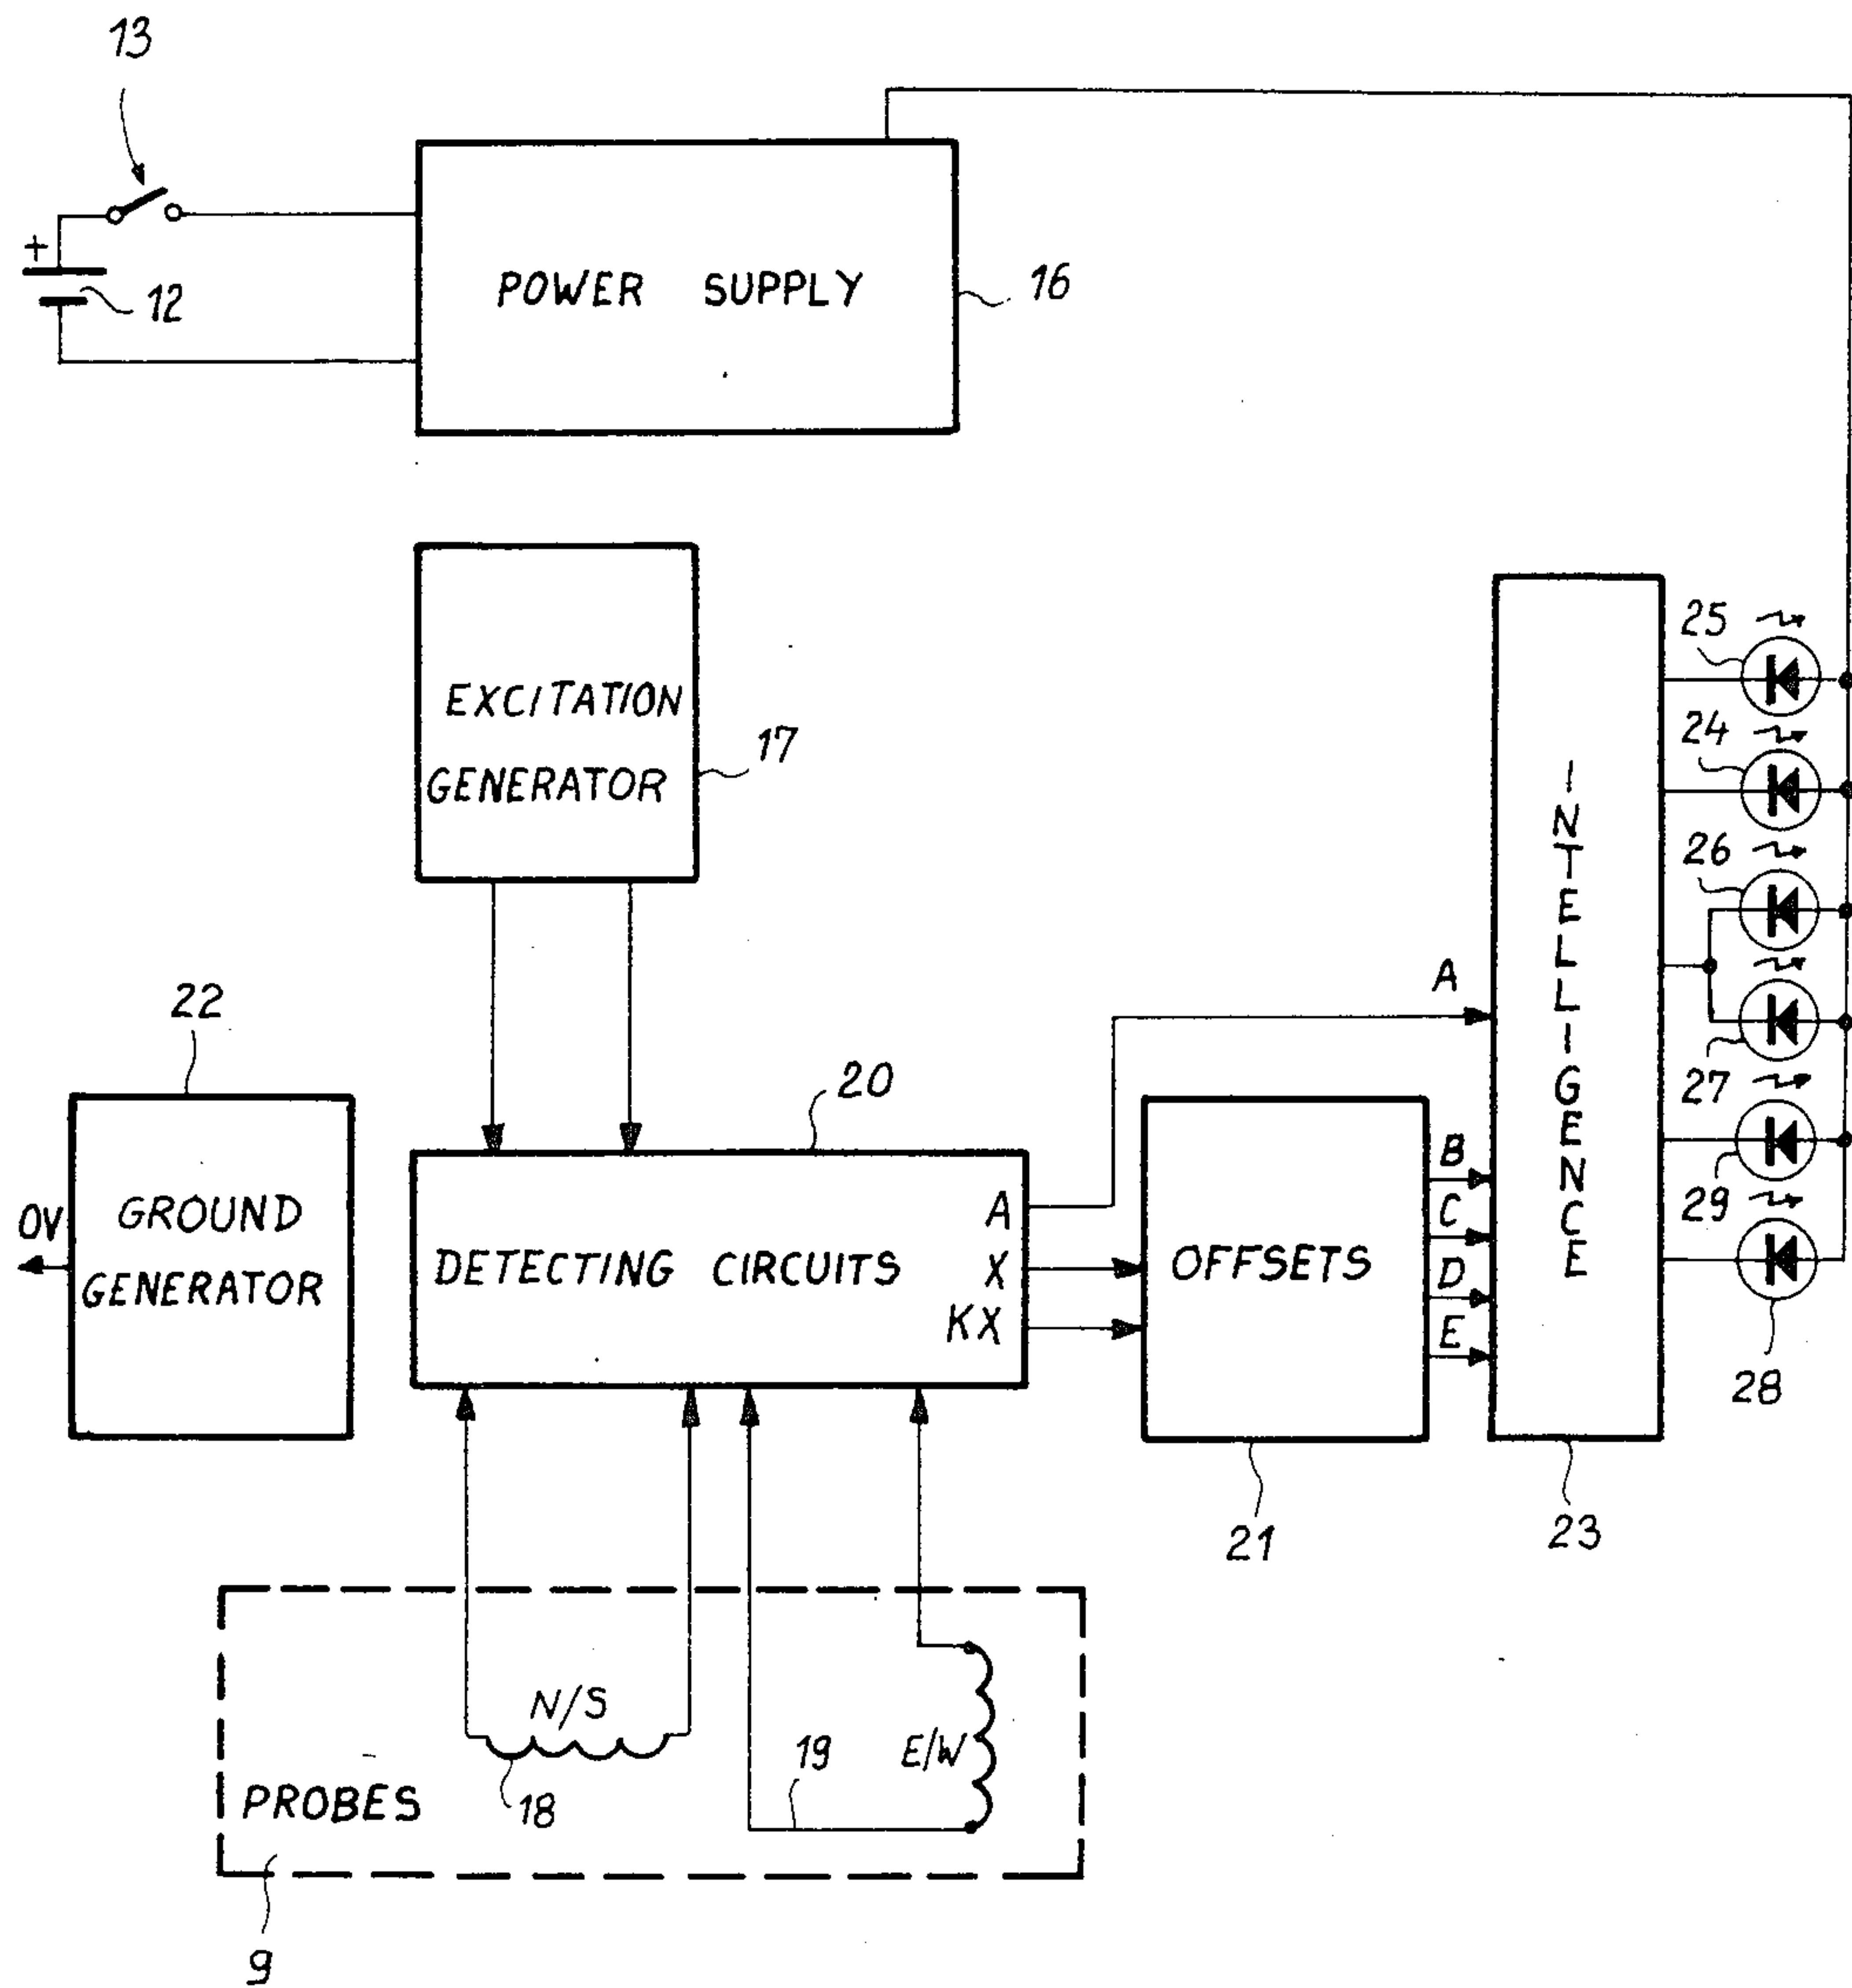 13
+
12
POWER SUPPLY
16
EXCITATION
GENERATOR
17
25
24
26
27
29
28
INTELLIGENCE
23
A
22
GROUND
GENERATOR
0V
20
DETECTING CIRCUITS
A
X
KX
OFFSETS
21
B
C
D
E
N/S
18
19
E/W
PROBES
9